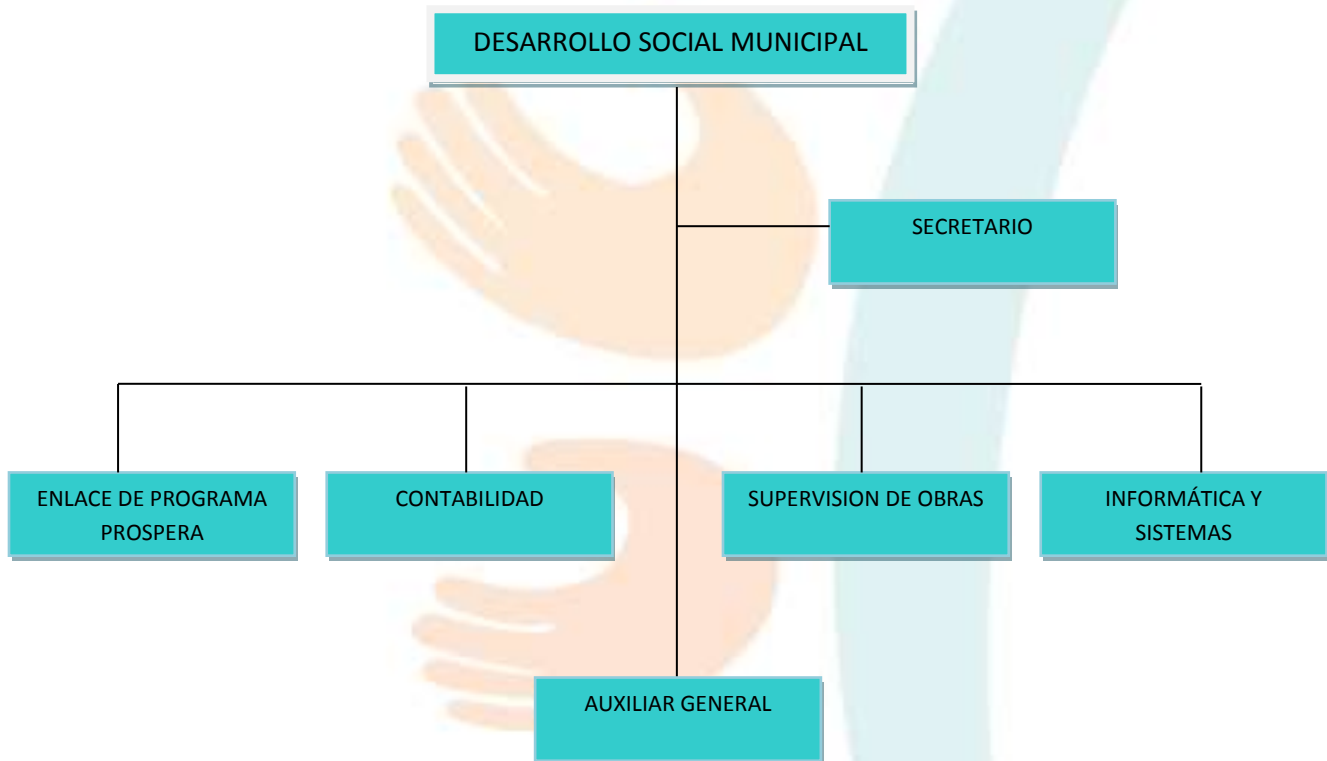 DESARROLLO SOCIAL MUNICIPAL
SECRETARIO
ENLACE DE PROGRAMA
PROSPERA
CONTABILIDAD
SUPERVISION DE OBRAS
INFORMÁTICA Y
SISTEMAS
AUXILIAR GENERAL